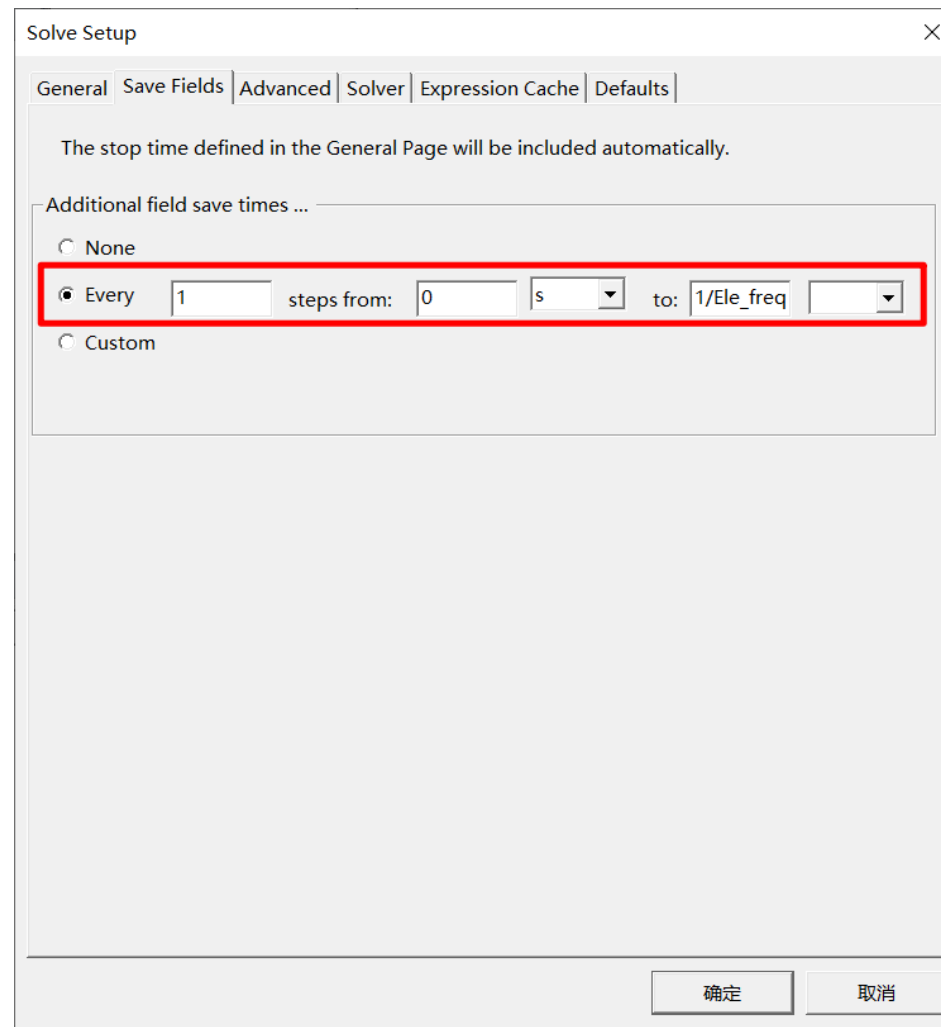 Solve Setup
General Save Fields Advanced Solver Expression Cache Defaults
The stop time defined in the General Page will be included automatically.
Additional field save times ...
None
Every 1 steps from: 0 s to: 1/Ele_freq
Custom
确定 取消